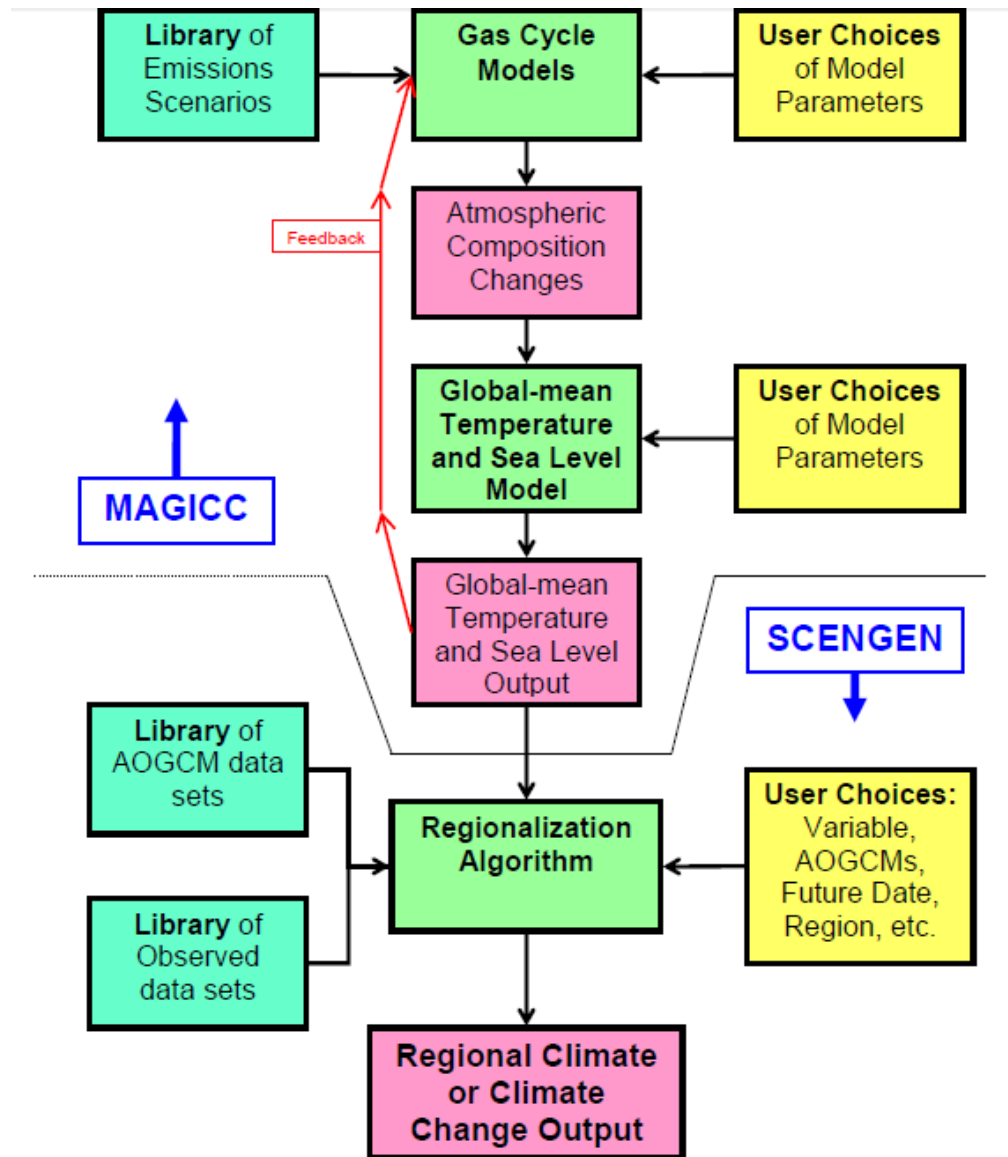 Library of
Emissions
Scenarios
Gas Cycle
Models
User Choices
of Model
Parameters
Feedback
Atmospheric
Composition
Changes
Global-mean
Temperature
and Sea Level
Model
User Choices
of Model
Parameters
MAGICC
Global-mean
Temperature
and Sea Level
Output
SCENGEN
Library of
AOGCM data
sets
Regionalization
Algorithm
User Choices:
Variable,
AOGCMs,
Future Date,
Region, etc.
Library of
Observed
data sets
Regional Climate
or Climate
Change Output